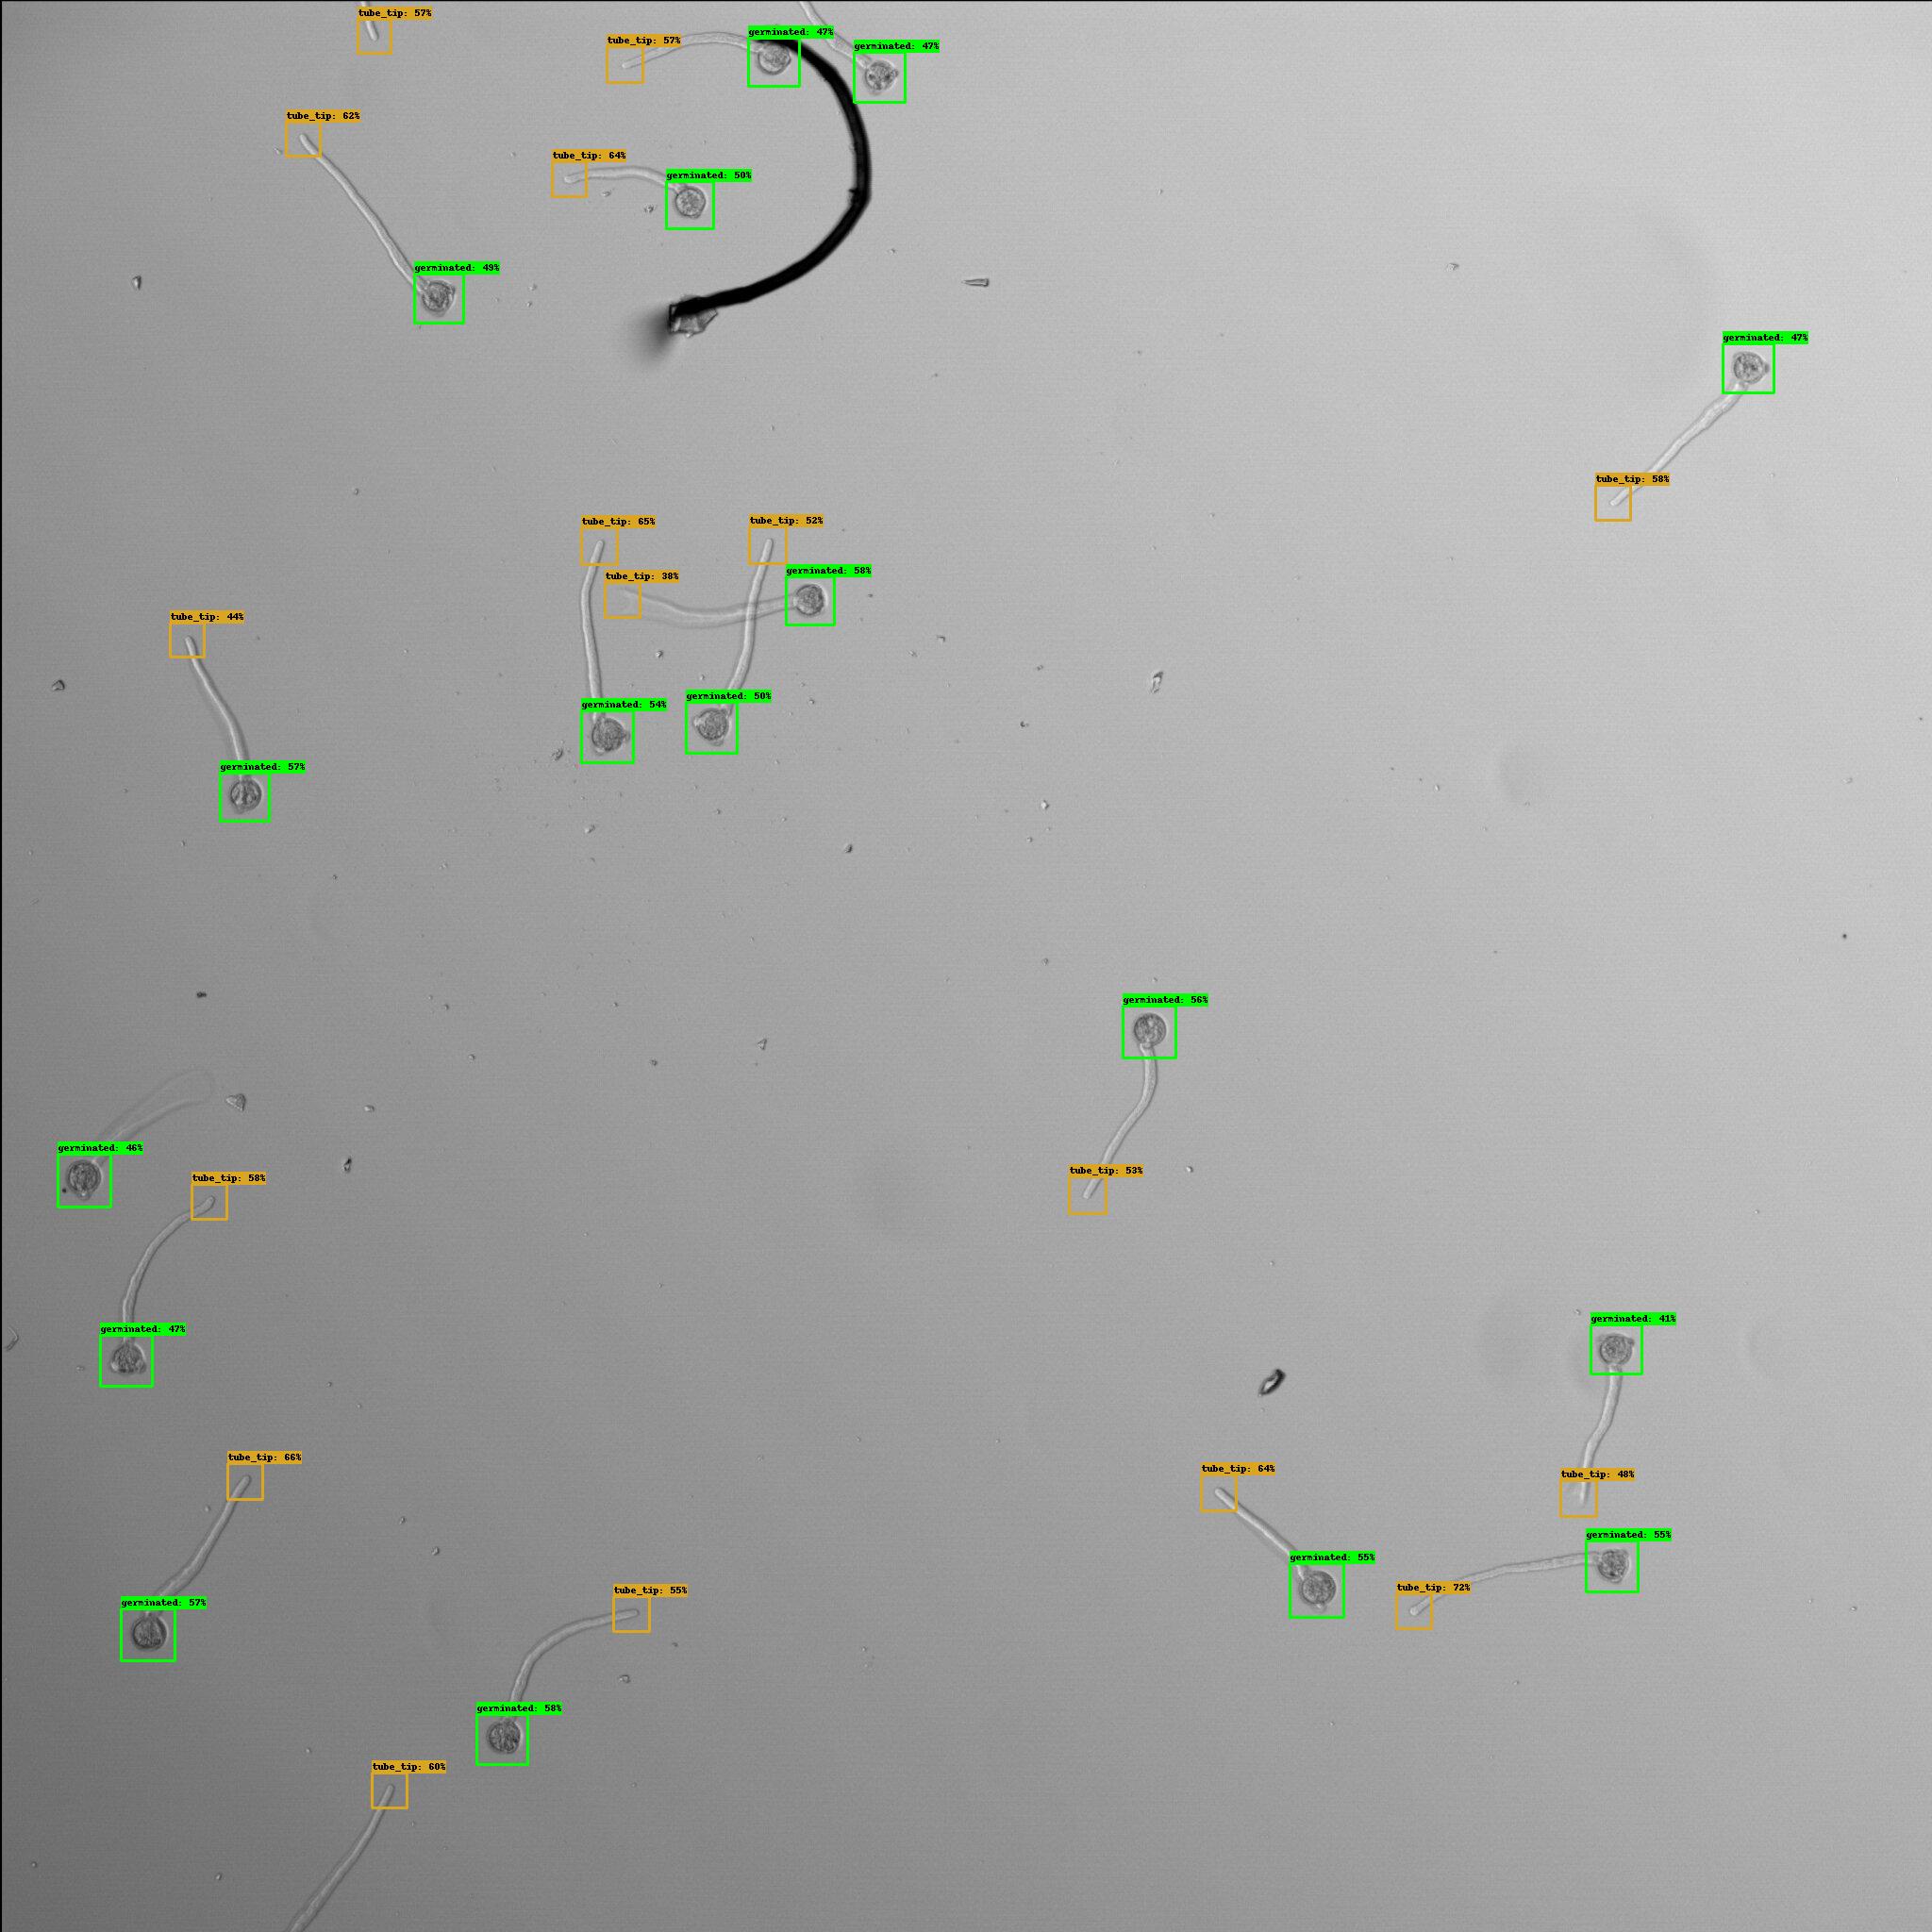 tube_tip: 57%
germinated: 47%
tube_tip: 57%
germinated: 47%
tube_tip: 62%
tube_tip: 64%
germinated: 50%
germinated: 49%
germinated: 47%
tube_tip: 58%
tube_tip: 65%
tube_tip: 52%
germinated: 58%
tube_tip: 38%
tube_tip: 44%
germinated: 50%
germinated: 54%
germinated: 57%
germinated: 56%
germinated: 46%
tube_tip: 53%
tube_tip: 58%
germinated: 41%
germinated: 47%
tube_tip: 66%
tube_tip: 64%
tube_tip: 48%
germinated: 55%
germinated: 55%
tube_tip: 72%
tube_tip: 55%
germinated: 57%
germinated: 58%
tube_tip: 60%